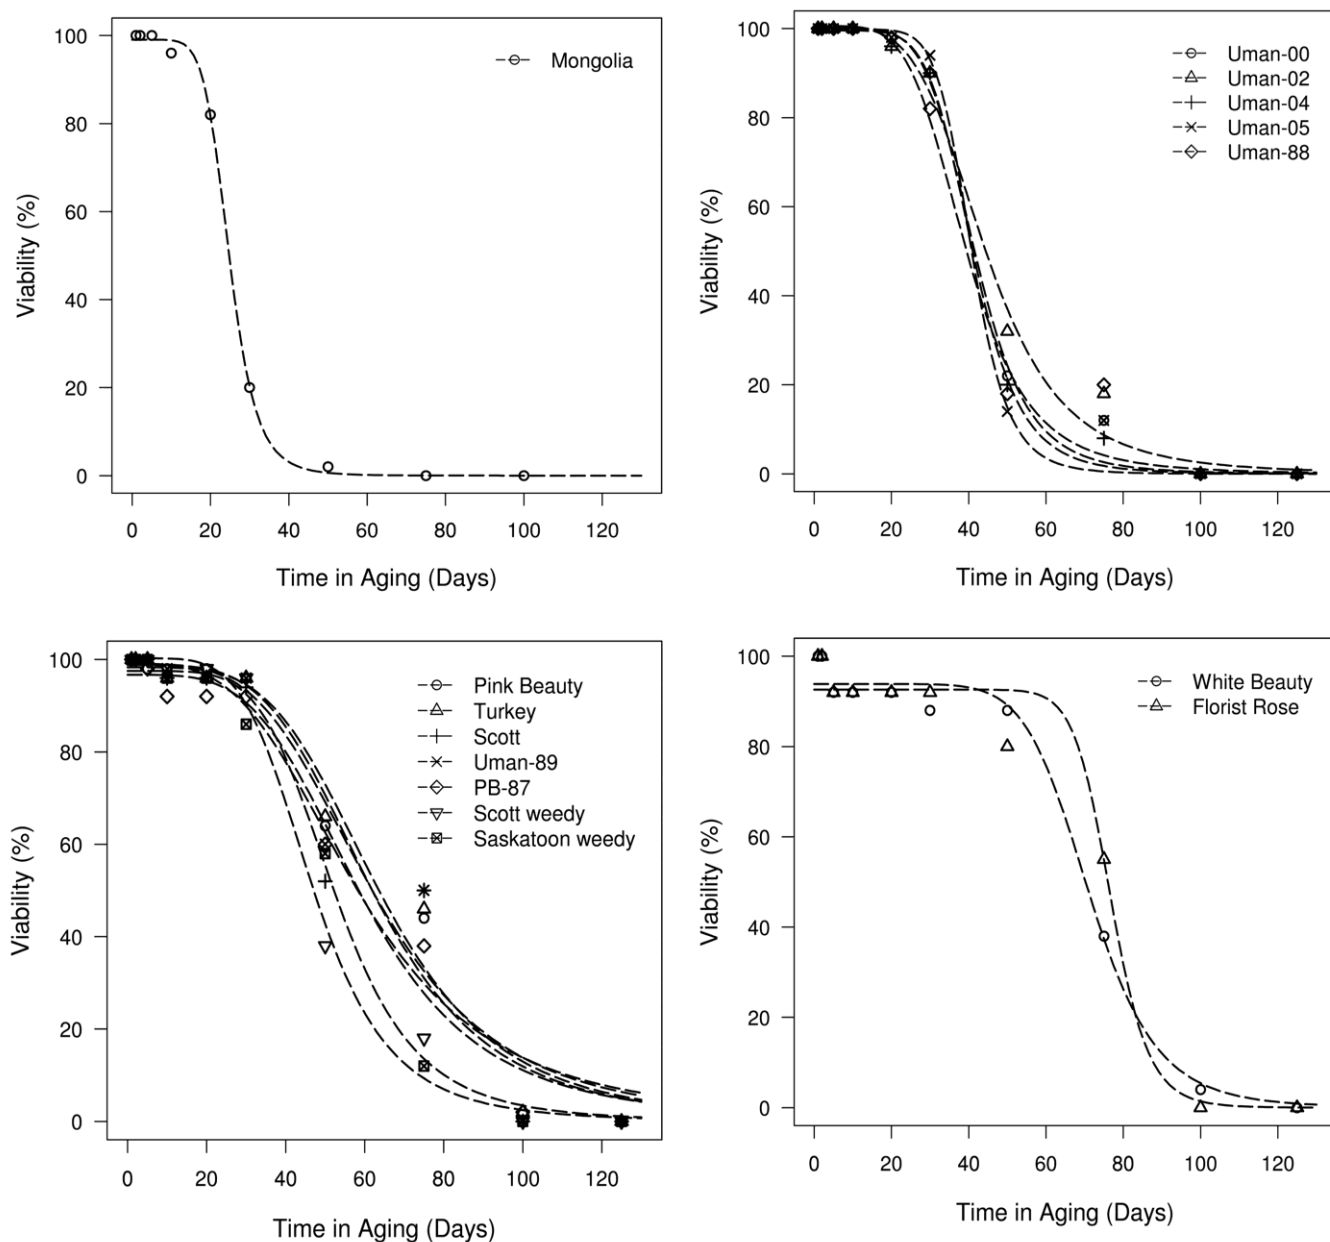 100
80
60
40
20
0
Viability (%)
Mongolia
0 20 40 60 80 100 120
Time in Aging (Days)
100
80
60
40
20
0
Viability (%)
Uman-00
Uman-02
Uman-04
Uman-05
Uman-88
0 20 40 60 80 100 120
Time in Aging (Days)
100
80
60
40
20
0
Viability (%)
Pink Beauty
Turkey
Scott
Uman-89
PB-87
Scott weedy
Saskatoon weedy
0 20 40 60 80 100 120
Time in Aging (Days)
100
80
60
40
20
0
Viability (%)
White Beauty
Florist Rose
0 20 40 60 80 100 120
Time in Aging (Days)